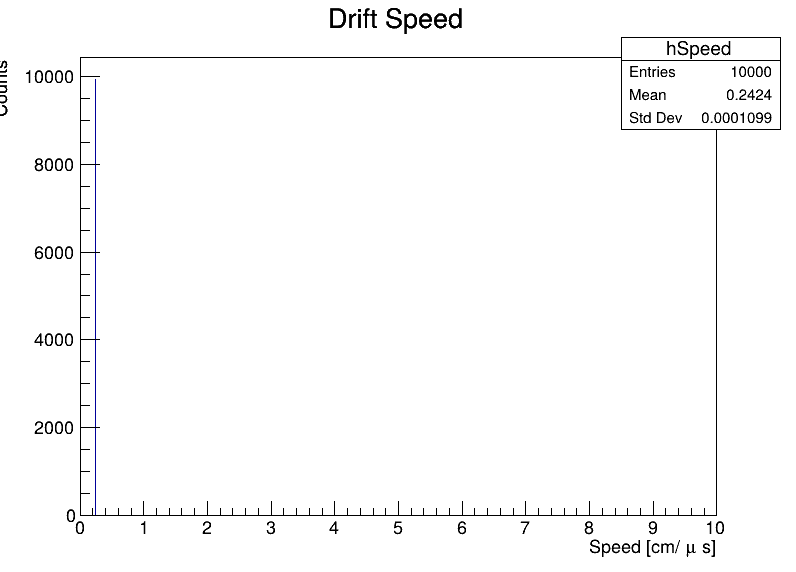 Drift Speed
Counts
hSpeed
Entries 10000
Mean 0.2424
Std Dev 0.0001099
10000
8000
6000
4000
2000
0
0 1 2 3 4 5 6 7 8 9 10
Speed [cm/ μ s]